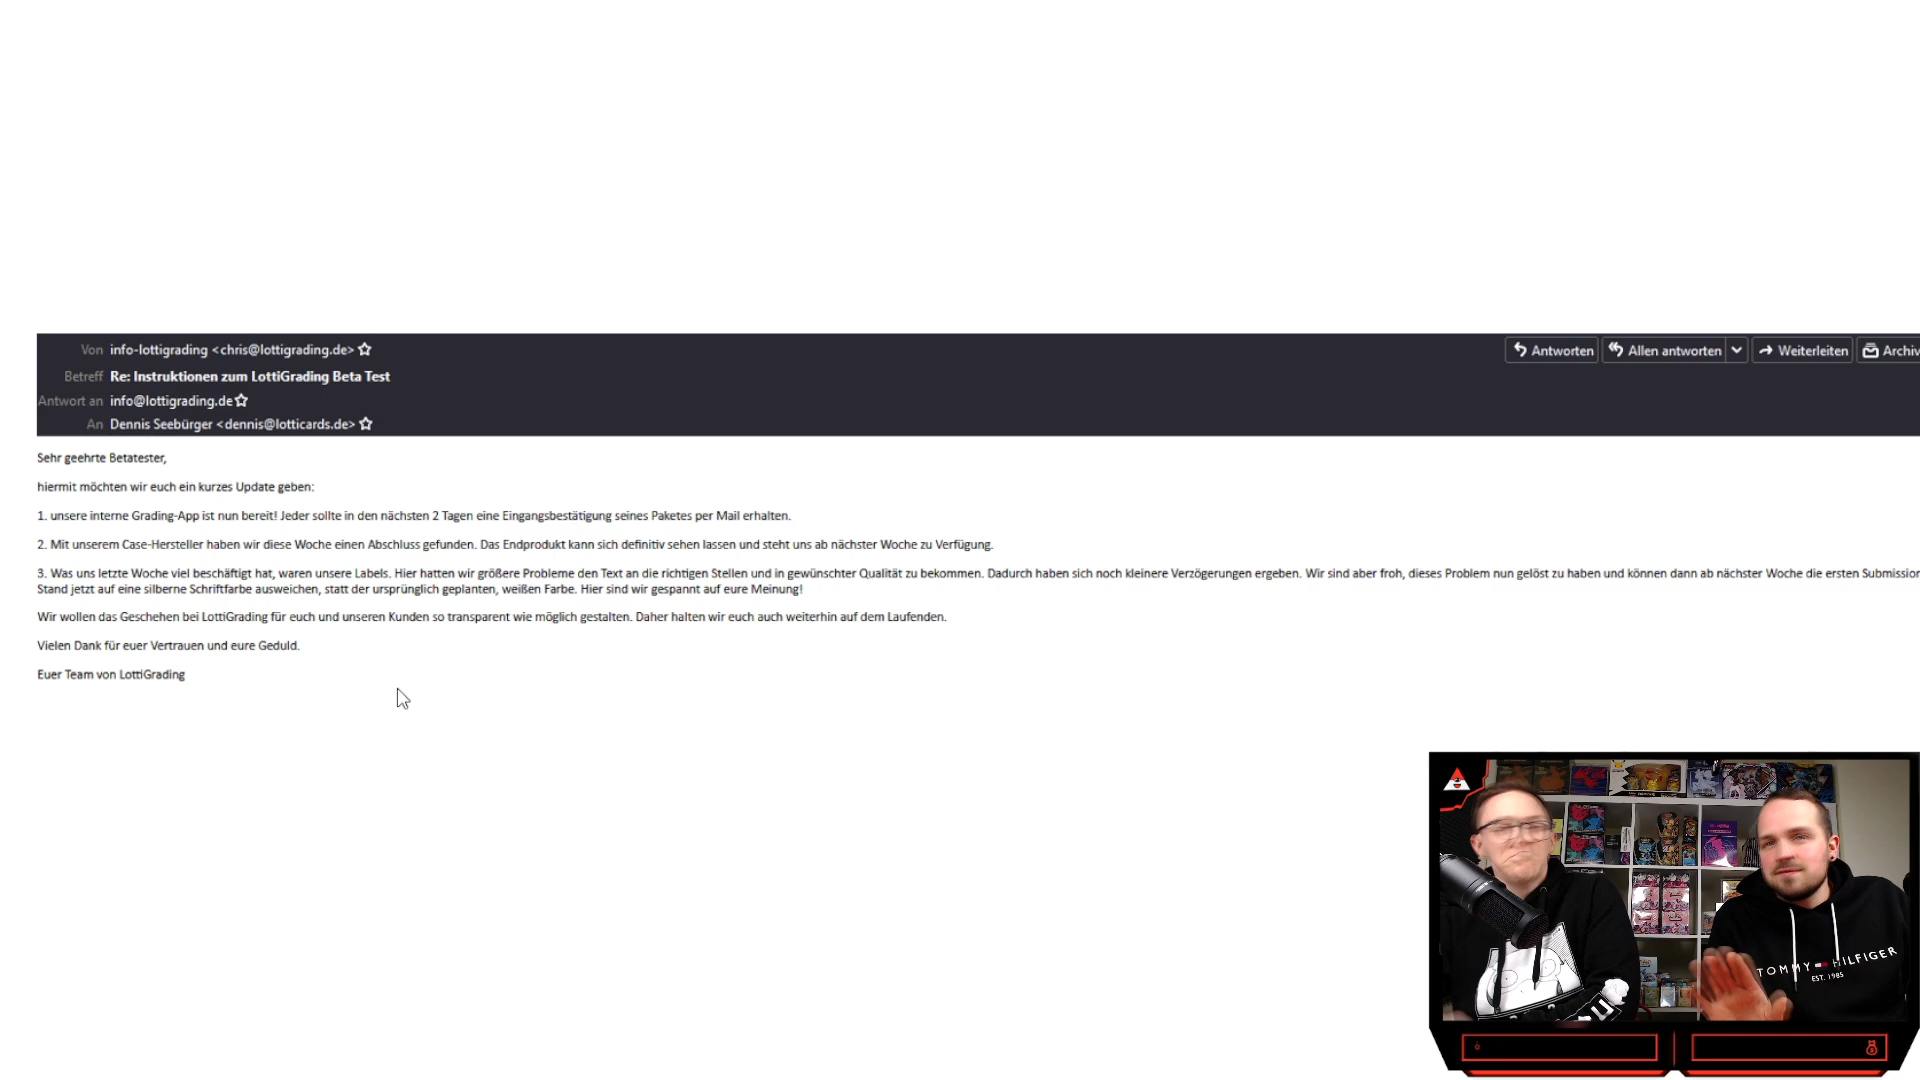 Von info-lottigrading <chris@lottigrading.de>
Antworten Allen antworten Weiterleiten Archiv
Betreff Re: Instruktionen zum LottiGrading Beta Test
Antwort an info@lottigrading.de
An Dennis Seebürger <dennis@lotticards.de>
Sehr geehrte Betatester,
hiermit möchten wir euch ein kurzes Update geben:
1. unsere interne Grading-App ist nun bereit! Jeder sollte in den nächsten 2 Tagen eine Eingangsbestätigung seines Paketes per Mail erhalten.
2. Mit unserem Case-Hersteller haben wir diese Woche einen Abschluss gefunden. Das Endprodukt kann sich definitiv sehen lassen und steht uns ab nächster Woche zu Verfügung.
3. Was uns letzte Woche viel beschäftigt hat, waren unsere Labels. Hier hatten wir größere Probleme den Text an die richtigen Stellen und in gewünschter Qualität zu bekommen. Dadurch haben sich noch kleinere Verzögerungen ergeben. Wir sind aber froh, dieses Problem nun gelöst zu haben und können dann ab nächster Woche die ersten Submission
Stand jetzt auf eine silberne Schriftfarbe ausweichen, statt der ursprünglich geplanten, weißen Farbe. Hier sind wir gespannt auf eure Meinung!
Wir wollen das Geschehen bei LottiGrading für euch und unseren Kunden so transparent wie möglich gestalten. Daher halten wir euch auch weiterhin auf dem Laufenden.
Vielen Dank für euer Vertrauen und eure Geduld.
Euer Team von LottiGrading
TOMMY HILFIGER
EST. 1985